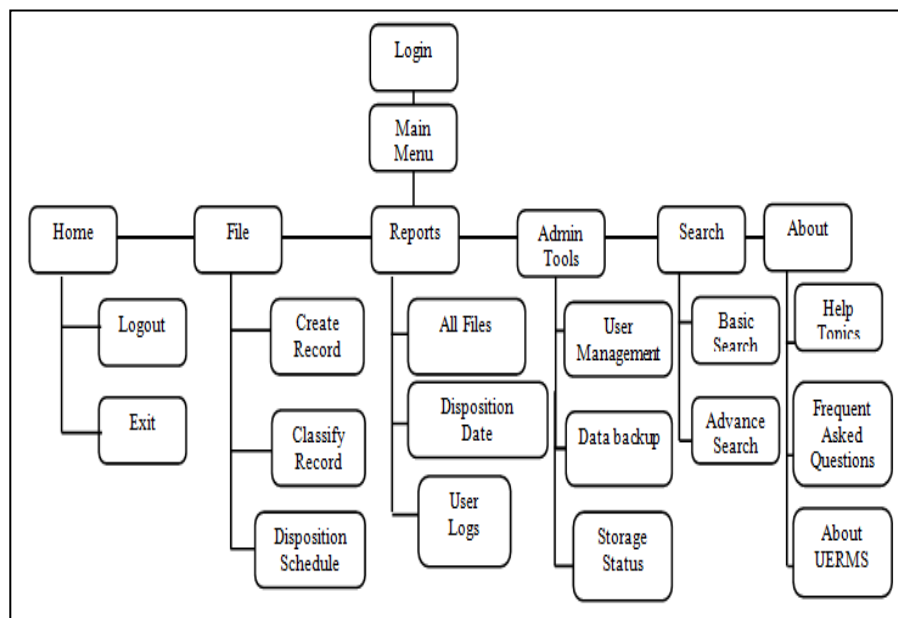 Login
Main
Menu
Home
File
Reports
Admin
Tools
Search
About
Logout
Exit
Create
Record
Classify
Record
Disposition
Schedule
All Files
Disposition
Date
User
Logs
User
Management
Data backup
Storage
Status
Basic
Search
Advance
Search
Help
Topics
Frequent
Asked
Questions
About
UERMS